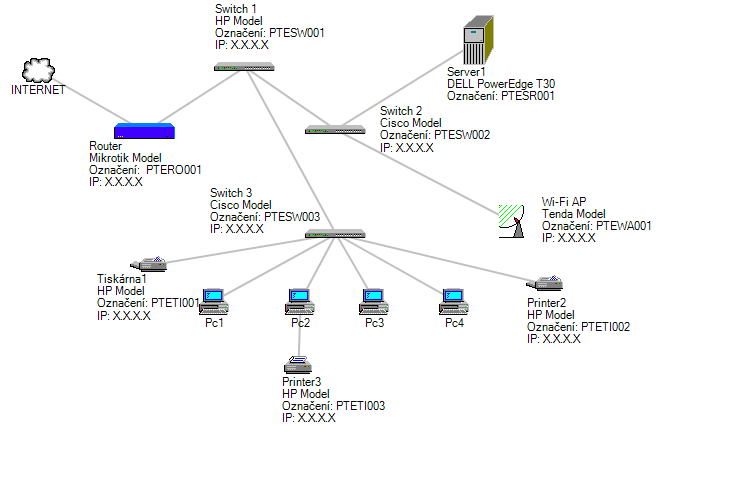 Switch 1
HP Model
Označení: PTESW001
IP: X.X.X.X
INTERNET
Server1
DELL PowerEdge T30
Označení: PTESR001
Switch 2
Cisco Model
Označení: PTESW002
IP: X.X.X.X
Router
Mikrotik Model
Označení: PTERO001
IP: X.X.X.X
Switch 3
Cisco Model
Označení: PTESW003
IP: X.X.X.X
Wi-Fi AP
Tenda Model
Označení: PTEWA001
IP: X.X.X.X
Tiskárna1
HP Model
Označení: PTETI001
IP: X.X.X.X
Pc1
Pc2
Pc3
Pc4
Printer2
HP Model
Označení: PTETI002
IP: X.X.X.X
Printer3
HP Model
Označení: PTETI003
IP: X.X.X.X